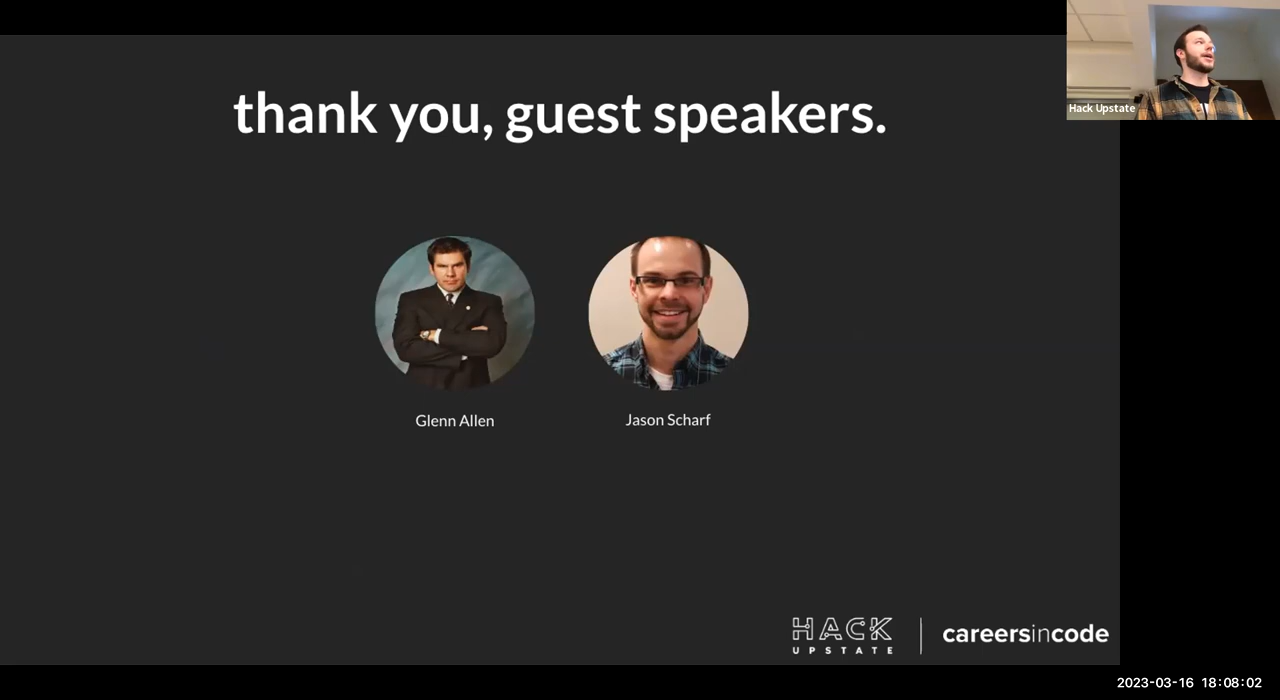 thank you, guest speakers.
Hack Upstate
Glenn Allen
Jason Scharf
HACK
UPSTATE
careersincode
2023-03-16 18:08:02